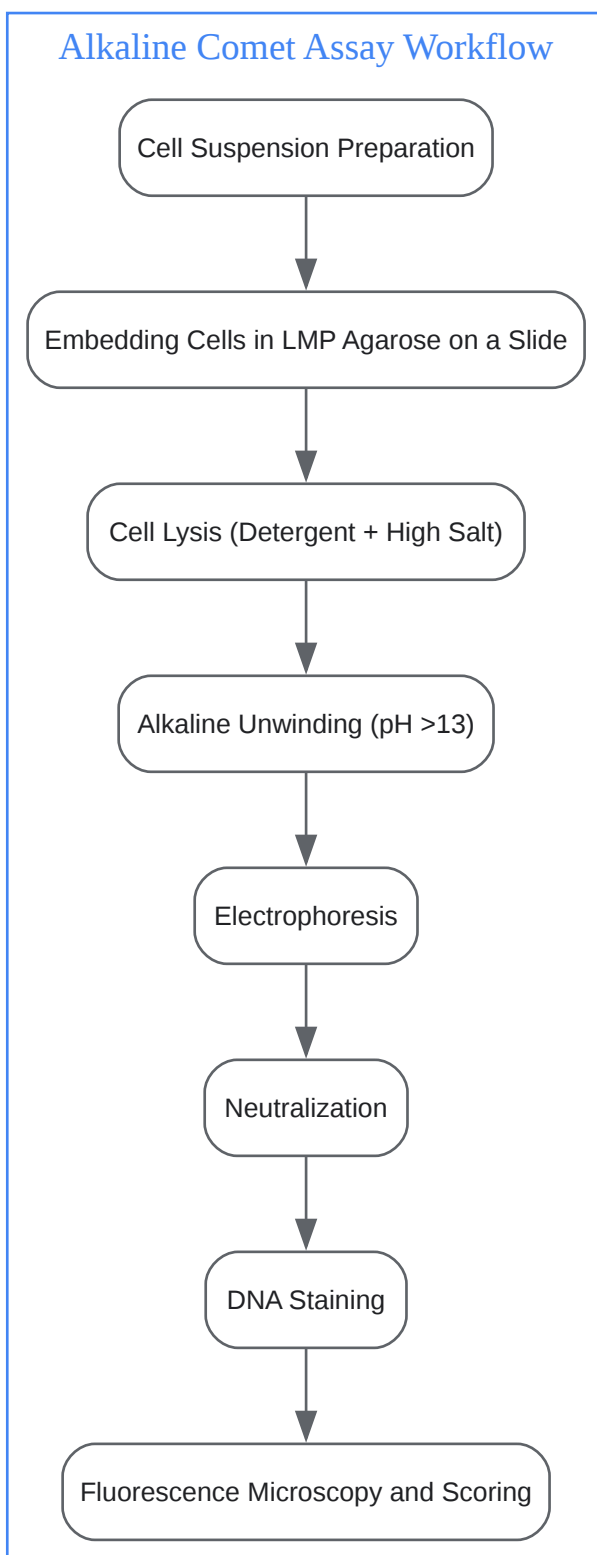 Alkaline Comet Assay Workflow
Cell Suspension Preparation
Embedding Cells in LMP Agarose on a Slide
Cell Lysis (Detergent + High Salt)
Alkaline Unwinding (pH >13)
Electrophoresis
Neutralization
DNA Staining
Fluorescence Microscopy and Scoring